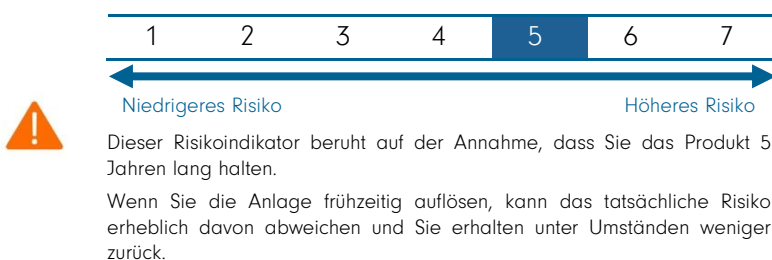 1 2 3 4 5 6 7
Niedrigeres Risiko Höheres Risiko
Dieser Risikoindikator beruht auf der Annahme, dass Sie das Produkt 5
Jahren lang halten.
Wenn Sie die Anlage frühzeitig auflösen, kann das tatsächliche Risiko
erheblich davon abweichen und Sie erhalten unter Umständen weniger
zurück.